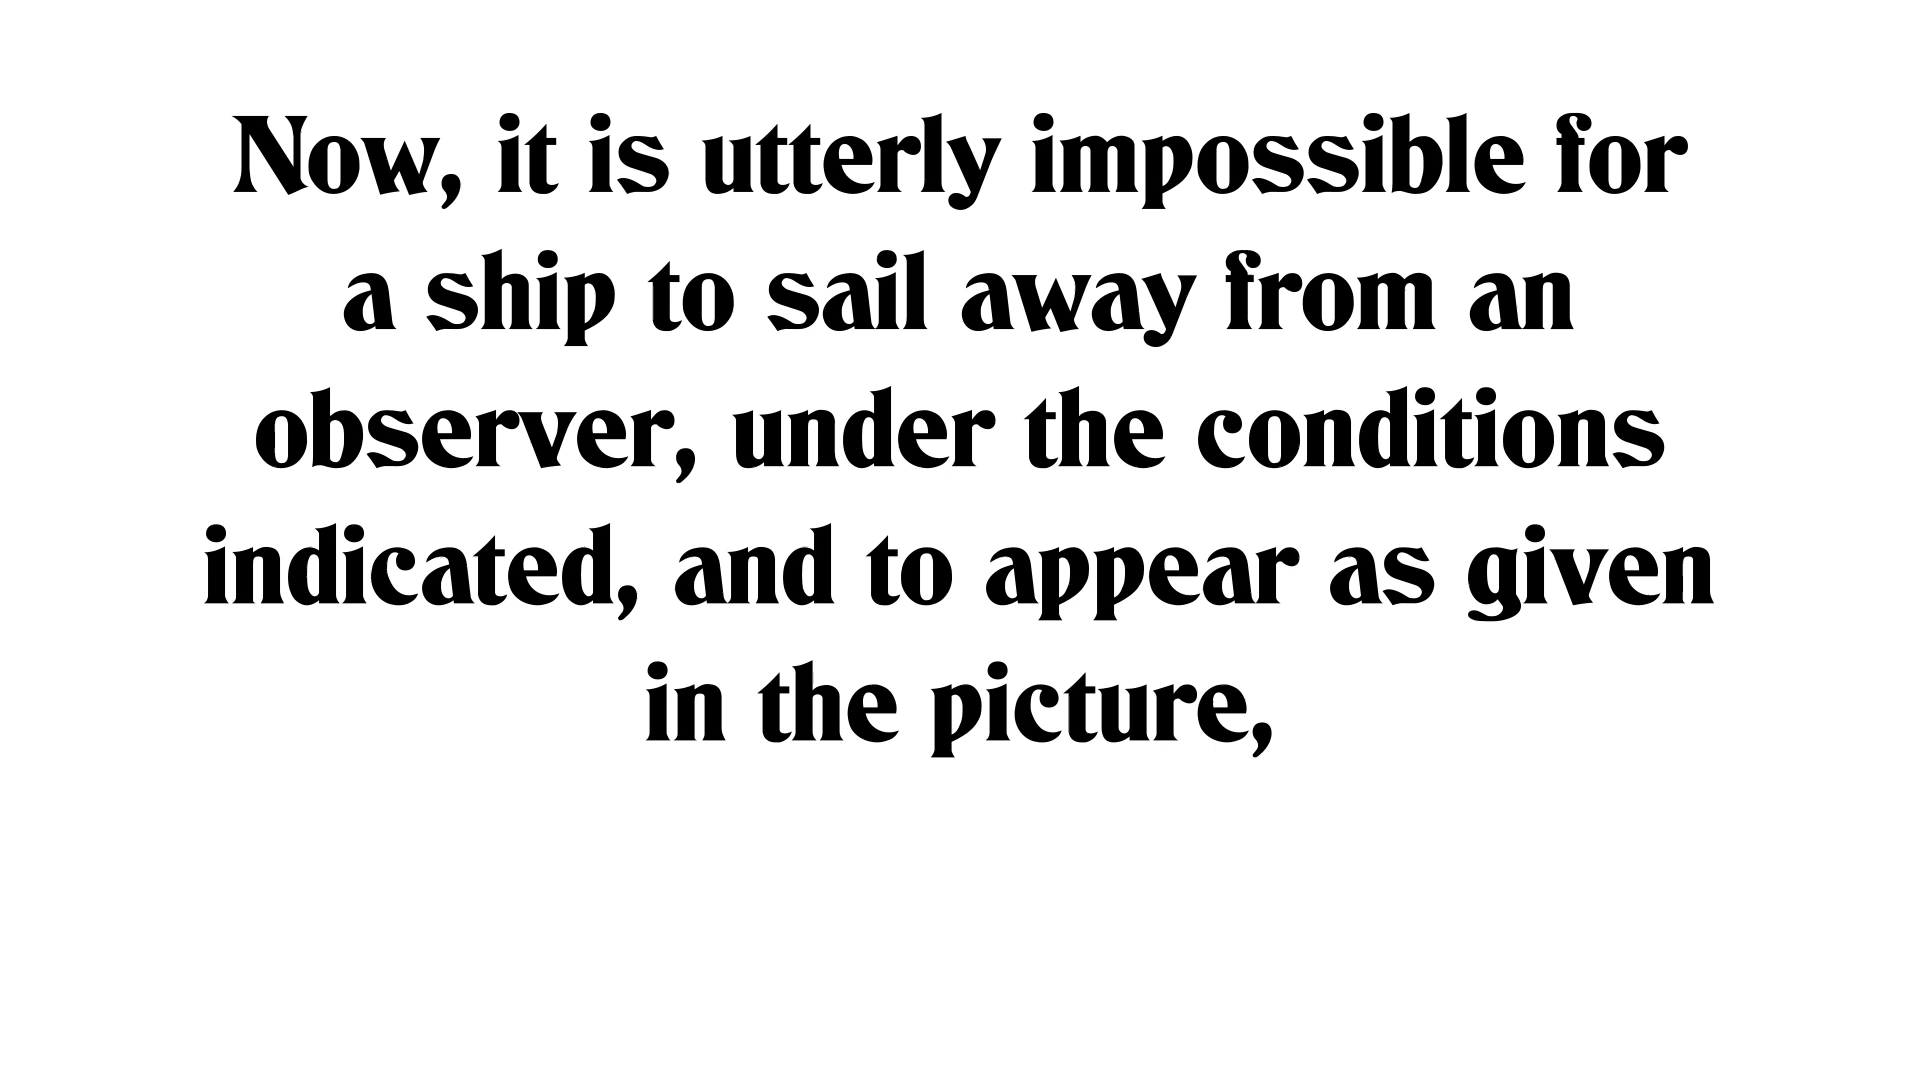 Now, it is utterly impossible for
a ship to sail away from an
observer, under the conditions
indicated, and to appear as given
in the picture,